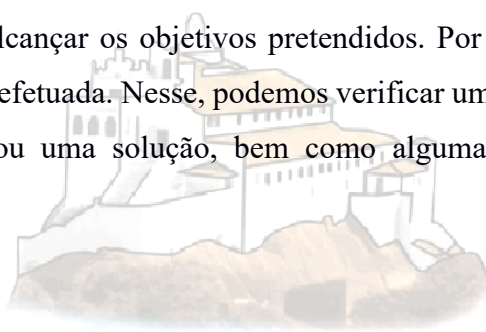 lcançar os objetivos pretendidos. Por
efetuada. Nesse, podemos verificar um
ou uma solução, bem como alguma